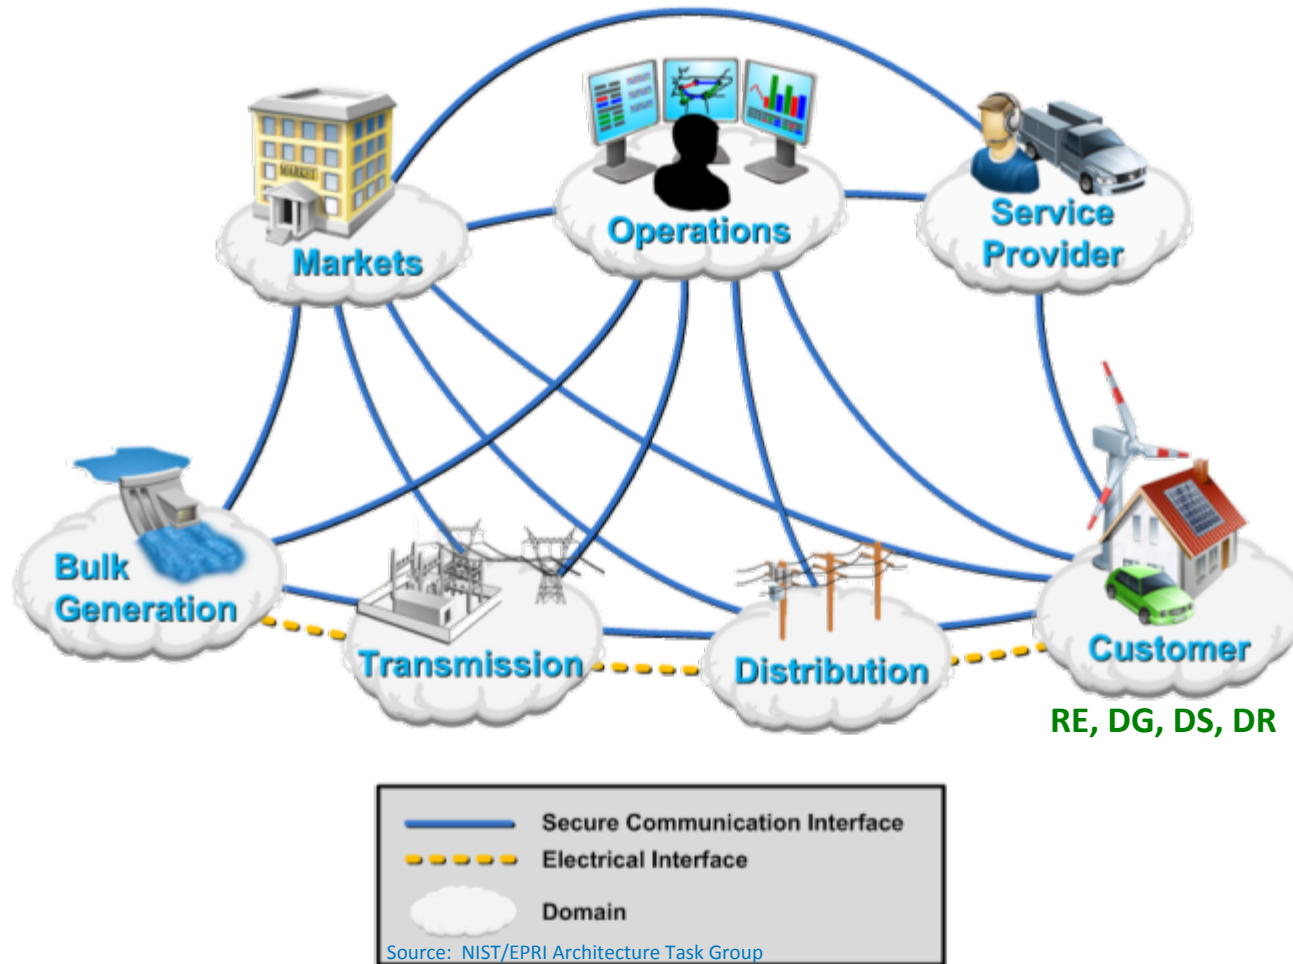 MARKET
Markets
Operations
Service
Provider
Bulk
Generation
Transmission
Distribution
Customer
RE, DG, DS, DR
Secure Communication Interface
Electrical Interface
Domain
Source: NIST/EPRI Architecture Task Group